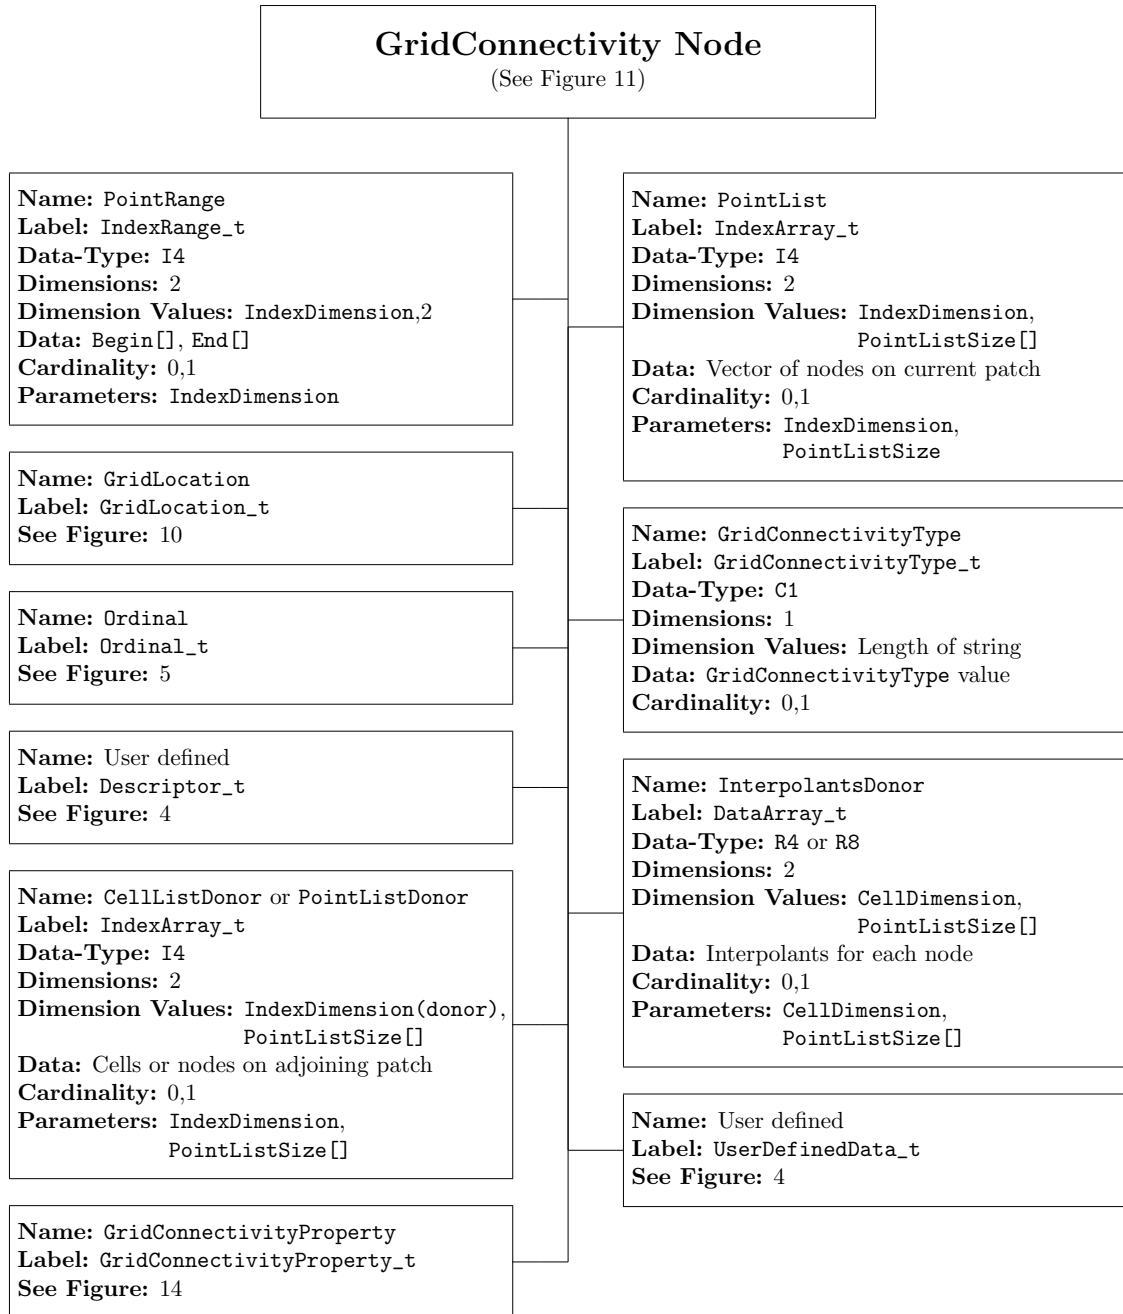 GridConnectivity Node
(See Figure 11)
Name: PointRange
Label: IndexRange_t
Data-Type: I4
Dimensions: 2
Dimension Values: IndexDimension,2
Data: Begin[], End[]
Cardinality: 0,1
Parameters: IndexDimension
Name: GridLocation
Label: GridLocation_t
See Figure: 10
Name: Ordinal
Label: Ordinal_t
See Figure: 5
Name: User defined
Label: Descriptor_t
See Figure: 4
Name: CellListDonor or PointListDonor
Label: IndexArray_t
Data-Type: I4
Dimensions: 2
Dimension Values: IndexDimension(donor),
PointListSize[]
Data: Cells or nodes on adjoining patch
Cardinality: 0,1
Parameters: IndexDimension,
PointListSize[]
Name: GridConnectivityProperty
Label: GridConnectivityProperty_t
See Figure: 14
Name: PointList
Label: IndexArray_t
Data-Type: I4
Dimensions: 2
Dimension Values: IndexDimension,
PointListSize[]
Data: Vector of nodes on current patch
Cardinality: 0,1
Parameters: IndexDimension,
PointListSize
Name: GridConnectivityType
Label: GridConnectivityType_t
Data-Type: C1
Dimensions: 1
Dimension Values: Length of string
Data: GridConnectivityType value
Cardinality: 0,1
Name: InterpolantsDonor
Label: DataArray_t
Data-Type: R4 or R8
Dimensions: 2
Dimension Values: CellDimension,
PointListSize[]
Data: Interpolants for each node
Cardinality: 0,1
Parameters: CellDimension,
PointListSize[]
Name: User defined
Label: UserDefinedData_t
See Figure: 4